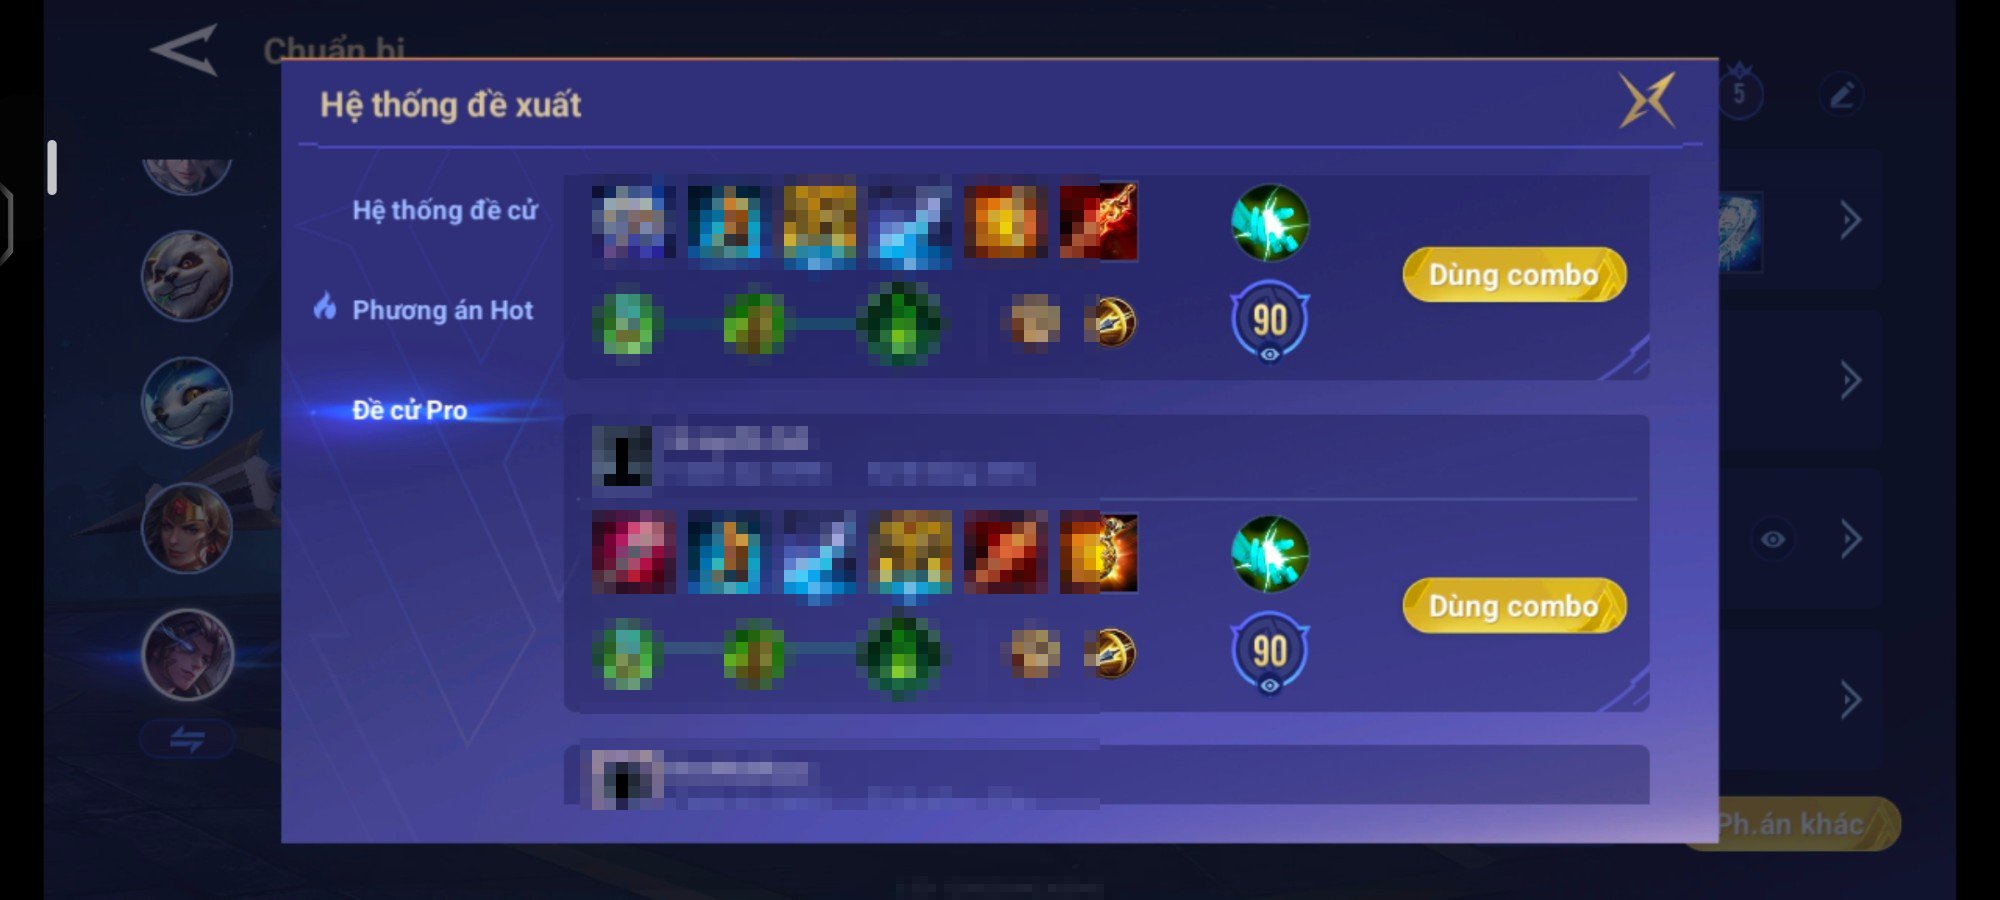 Chuẩn bị
Hệ thống đề xuất
5
Hệ thống đề cử
Phương án Hot
Đề cử Pro
Dùng combo
90
Dùng combo
90
Ph.án khác